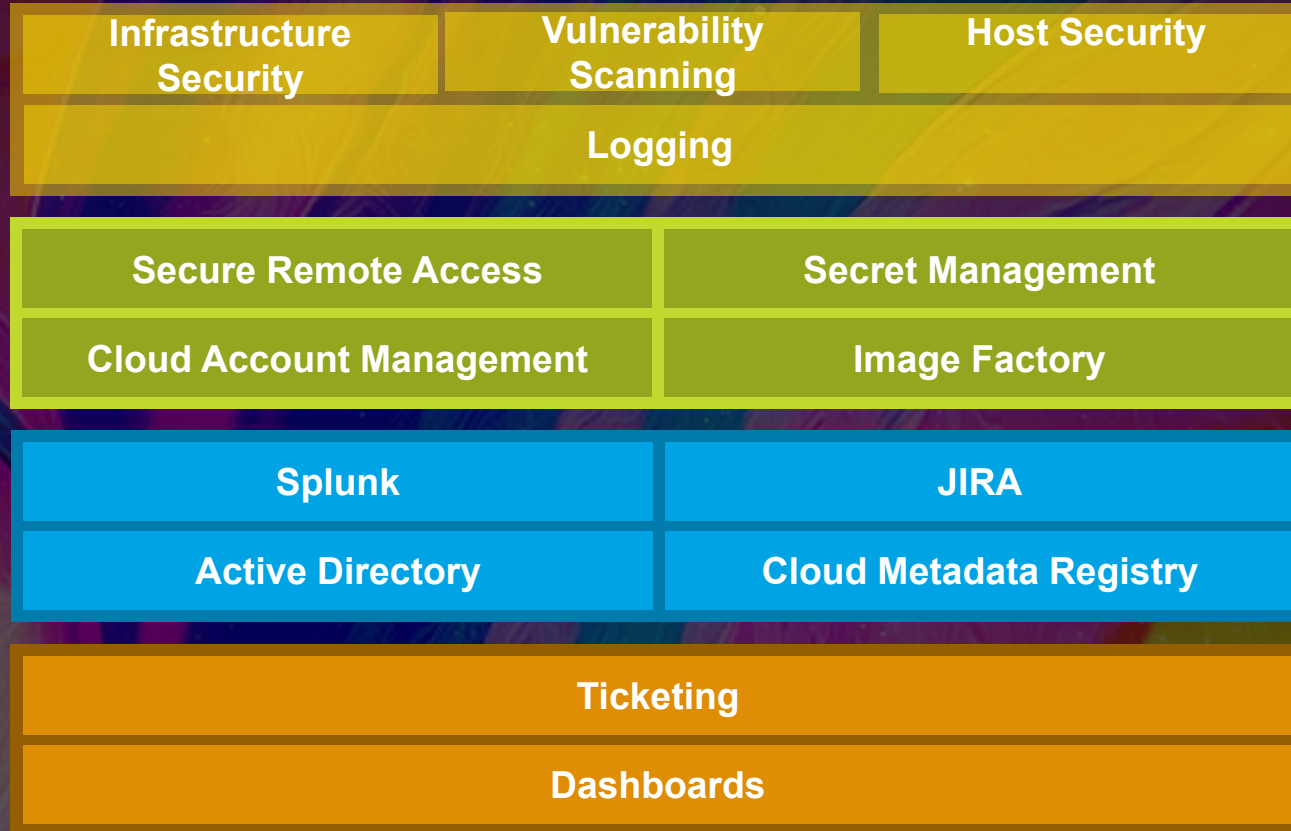 Infrastructure
Security
Vulnerability
Scanning
Host Security
Logging
Secure Remote Access
Secret Management
Cloud Account Management
Image Factory
Splunk
JIRA
Active Directory
Cloud Metadata Registry
Ticketing
Dashboards